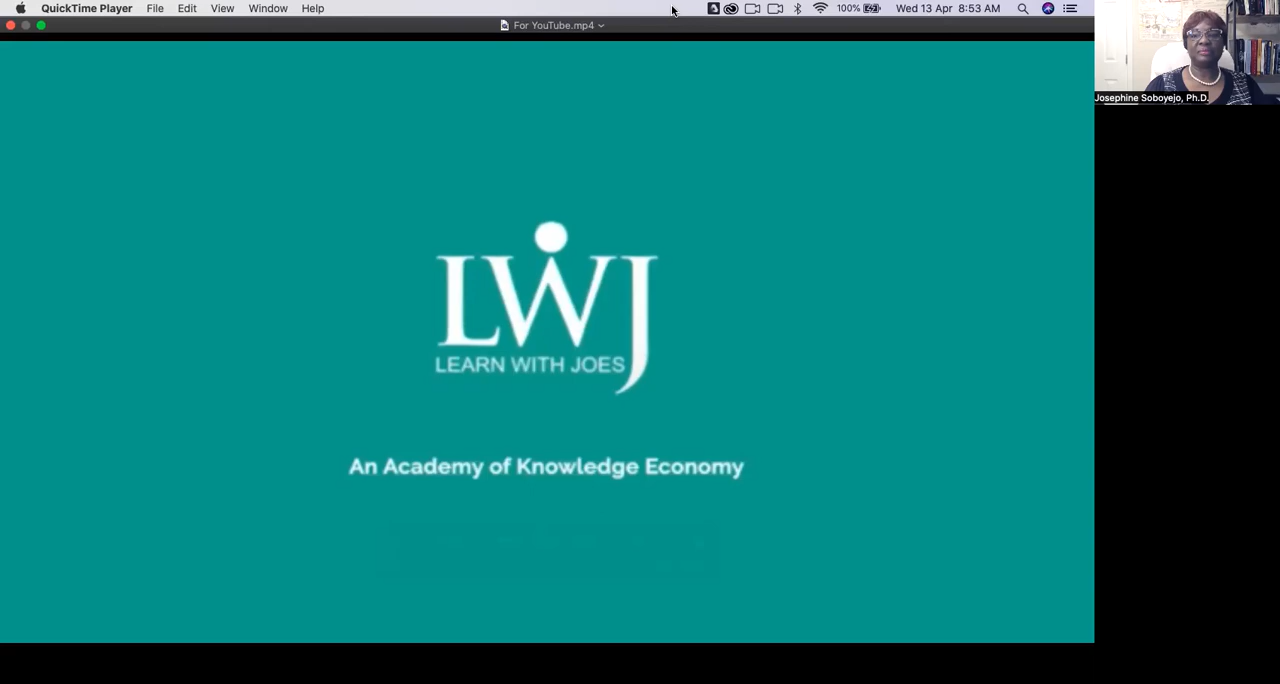 QuickTime Player File Edit View Window Help 100% Wed 13 Apr 8:53 AM
For YouTube.mp4
Josephine Soboyejo, Ph.D.
LWJ
LEARN WITH JOES
An Academy of Knowledge Economy